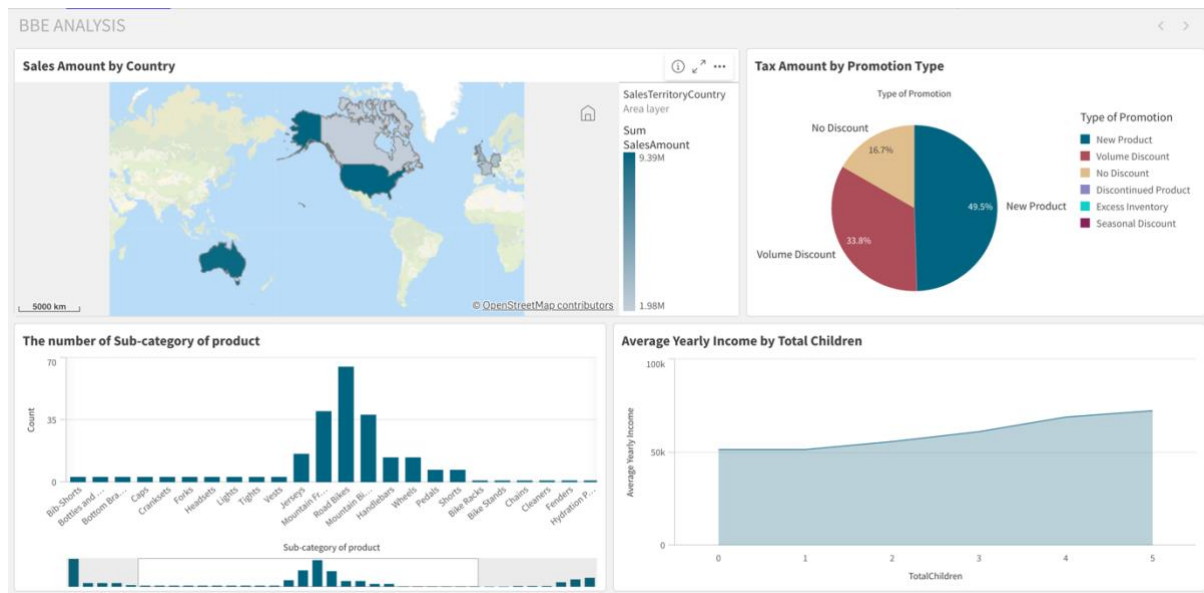 BBE ANALYSIS
Sales Amount by Country
SalesTerritoryCountry
Area layer
Sum
SalesAmount
9.39M
1.98M
5000 km
© OpenStreetMap contributors
Tax Amount by Promotion Type
Type of Promotion
No Discount
16.7%
49.5%
New Product
33.8%
Volume Discount
Type of Promotion
New Product
Volume Discount
No Discount
Discontinued Product
Excess Inventory
Seasonal Discount
The number of Sub-category of product
Count
70
35
0
Bib-Shorts
Bottles and ...
Bottom Bra...
Caps
Cranksets
Forks
Headsets
Lights
Tights
Vests
Jerseys
Mountain Fr...
Road Bikes
Mountain Bi...
Handlebars
Wheels
Pedals
Shorts
Bike Racks
Bike Stands
Chains
Cleaners
Fenders
Hydration P...
Sub-category of product
Average Yearly Income by Total Children
Average Yearly Income
100k
50k
0
0 1 2 3 4 5
TotalChildren